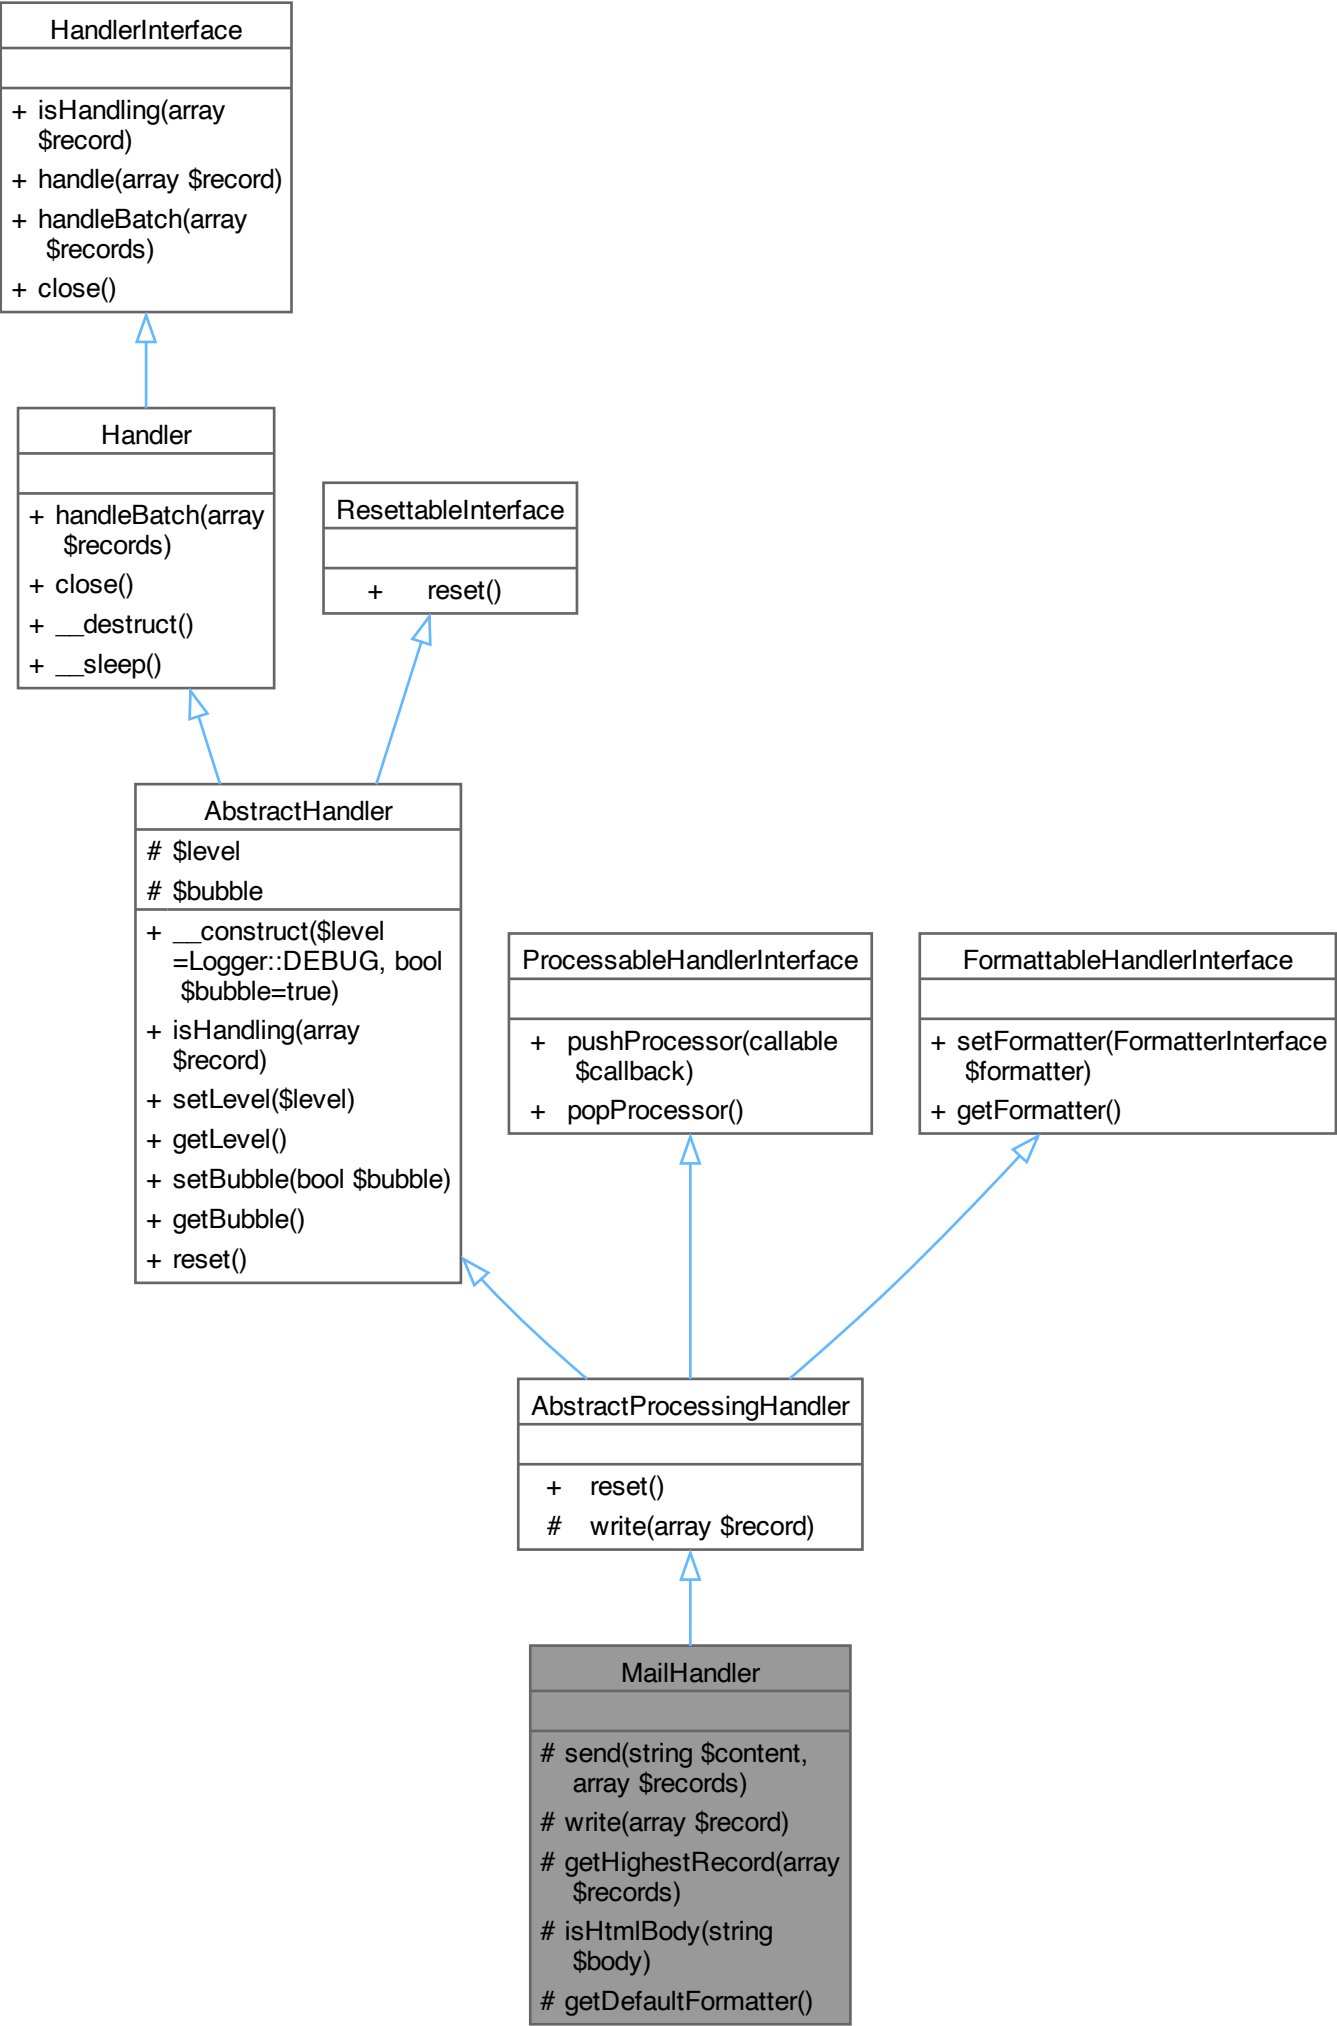 HandlerInterface
+ isHandling(array
$record)
+ handle(array $record)
+ handleBatch(array
$records)
+ close()
Handler
+ handleBatch(array
$records)
+ close()
+ __destruct()
+ __sleep()
ResettableInterface
+ reset()
AbstractHandler
# $level
# $bubble
+ __construct($level
=Logger::DEBUG, bool
$bubble=true)
+ isHandling(array
$record)
+ setLevel($level)
+ getLevel()
+ setBubble(bool $bubble)
+ getBubble()
+ reset()
ProcessableHandlerInterface
+ pushProcessor(callable
$callback)
+ popProcessor()
FormattableHandlerInterface
+ setFormatter(FormatterInterface
$formatter)
+ getFormatter()
AbstractProcessingHandler
+ reset()
# write(array $record)
MailHandler
# send(string $content,
array $records)
# write(array $record)
# getHighestRecord(array
$records)
# isHtmlBody(string
$body)
# getDefaultFormatter()